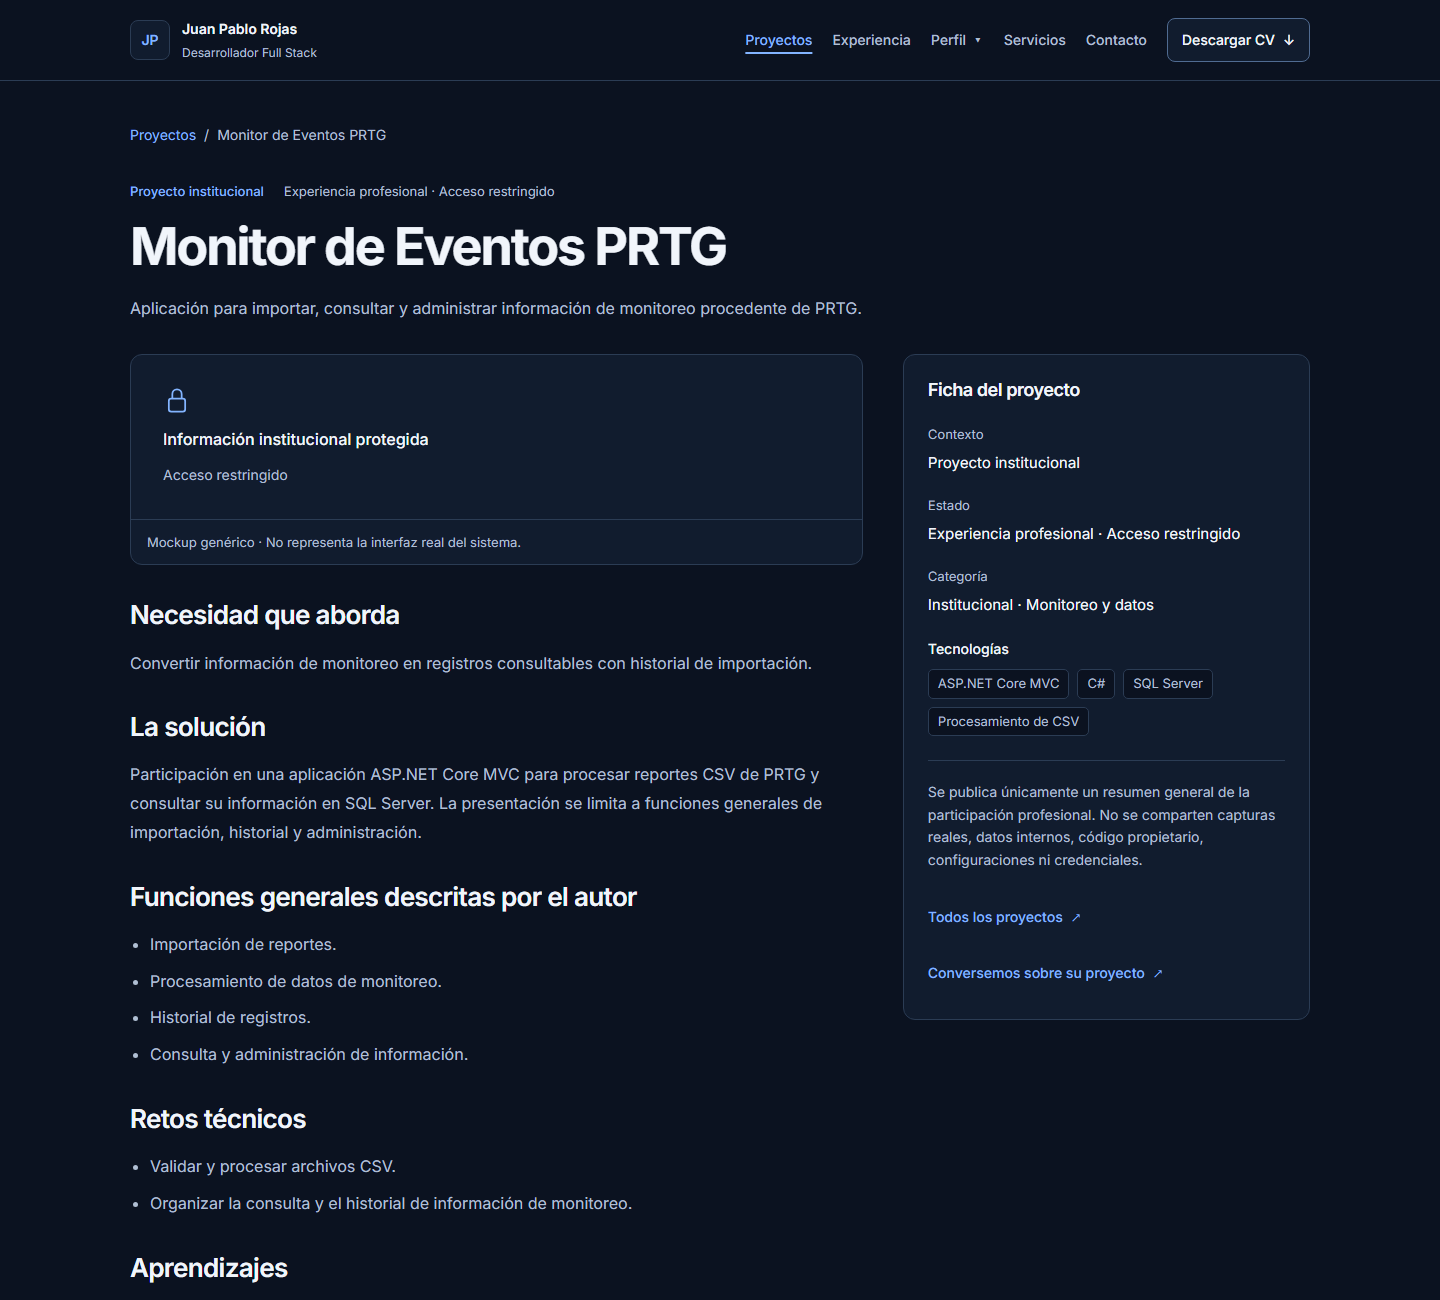 JP
Juan Pablo Rojas
Desarrollador Full Stack
Proyectos
Experiencia
Perfil ▼
Servicios
Contacto
Descargar CV ↓
Proyectos / Monitor de Eventos PRTG
Proyecto institucional Experiencia profesional · Acceso restringido
Monitor de Eventos PRTG
Aplicación para importar, consultar y administrar información de monitoreo procedente de PRTG.
Información institucional protegida
Acceso restringido
Mockup genérico · No representa la interfaz real del sistema.
Necesidad que aborda
Convertir información de monitoreo en registros consultables con historial de importación.
La solución
Participación en una aplicación ASP.NET Core MVC para procesar reportes CSV de PRTG y
consultar su información en SQL Server. La presentación se limita a funciones generales de
importación, historial y administración.
Funciones generales descritas por el autor
• Importación de reportes.
• Procesamiento de datos de monitoreo.
• Historial de registros.
• Consulta y administración de información.
Retos técnicos
• Validar y procesar archivos CSV.
• Organizar la consulta y el historial de información de monitoreo.
Aprendizajes
Ficha del proyecto
Contexto
Proyecto institucional
Estado
Experiencia profesional · Acceso restringido
Categoría
Institucional · Monitoreo y datos
Tecnologías
ASP.NET Core MVC
C#
SQL Server
Procesamiento de CSV
Se publica únicamente un resumen general de la
participación profesional. No se comparten capturas
reales, datos internos, código propietario,
configuraciones ni credenciales.
Todos los proyectos ↗
Conversemos sobre su proyecto ↗